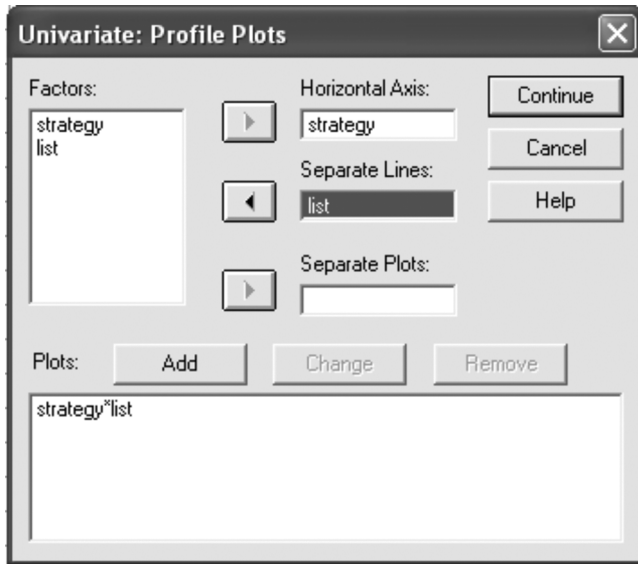 Univariate: Profile Plots
Factors:
strategy
list
Horizontal Axis:
strategy
Separate Lines:
list
Separate Plots:
Continue
Cancel
Help
Plots:
Add
Change
Remove
strategy*list